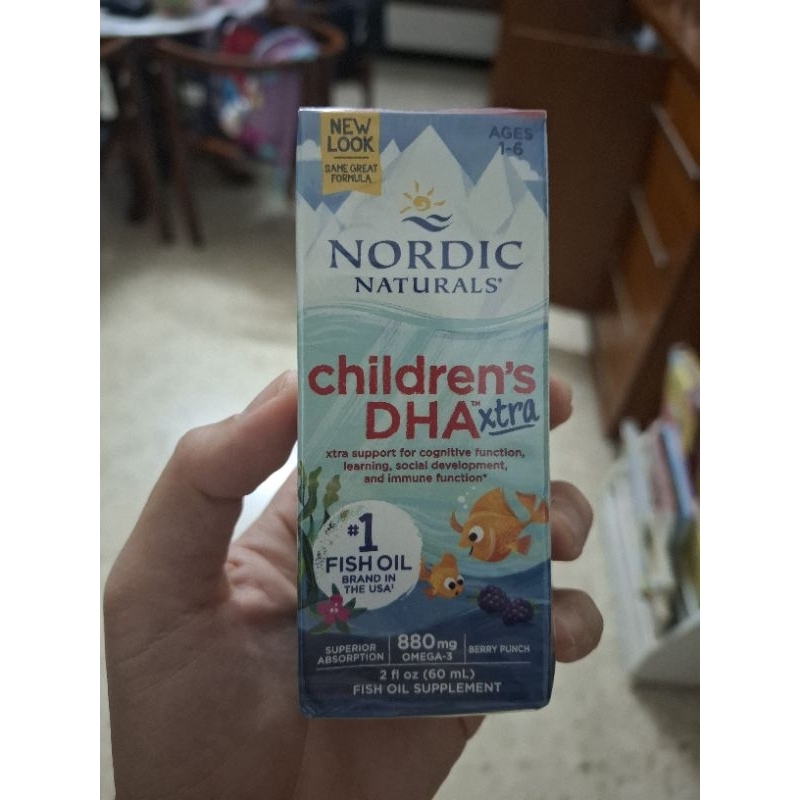 NEW
LOOK
SAME GREAT
FORMULA
AGES
1-6
NORDIC
NATURALS®
children's
DHA™ xtra
xtra support for cognitive function,
learning, social development,
and immune function*
#1
FISH OIL
BRAND IN
THE USA†
SUPERIOR
ABSORPTION
880mg
OMEGA-3
BERRY PUNCH
2 fl oz (60 mL)
FISH OIL SUPPLEMENT